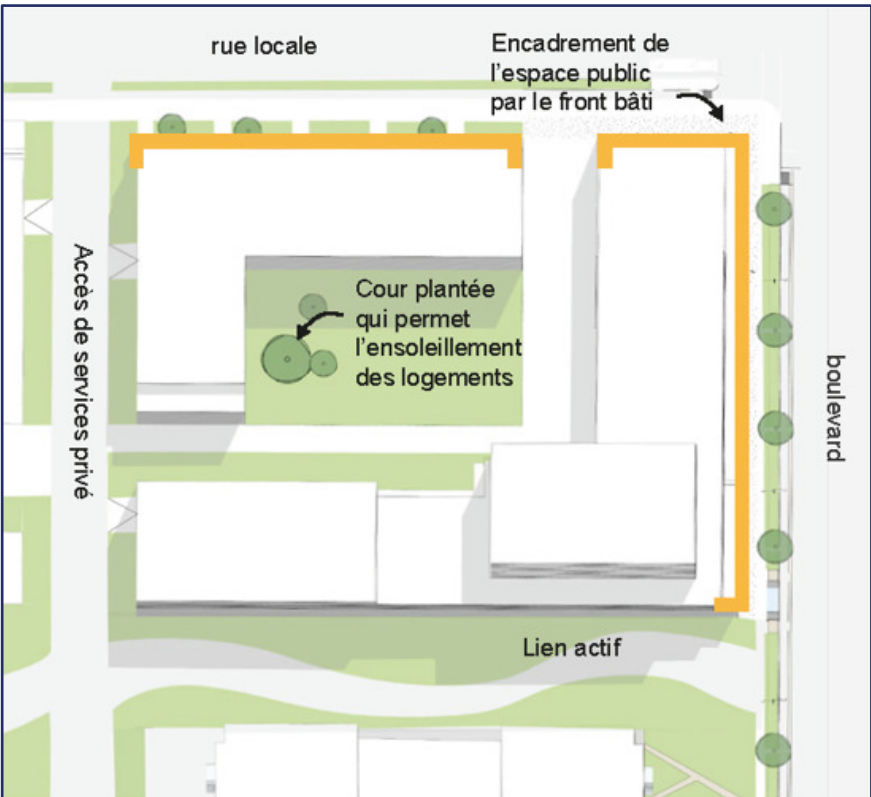 rue locale
Encadrement de
l'espace public
par le front bâti
Accès de services privé
Cour plantée
qui permet
l'ensoleillement
des logements
boulevard
Lien actif